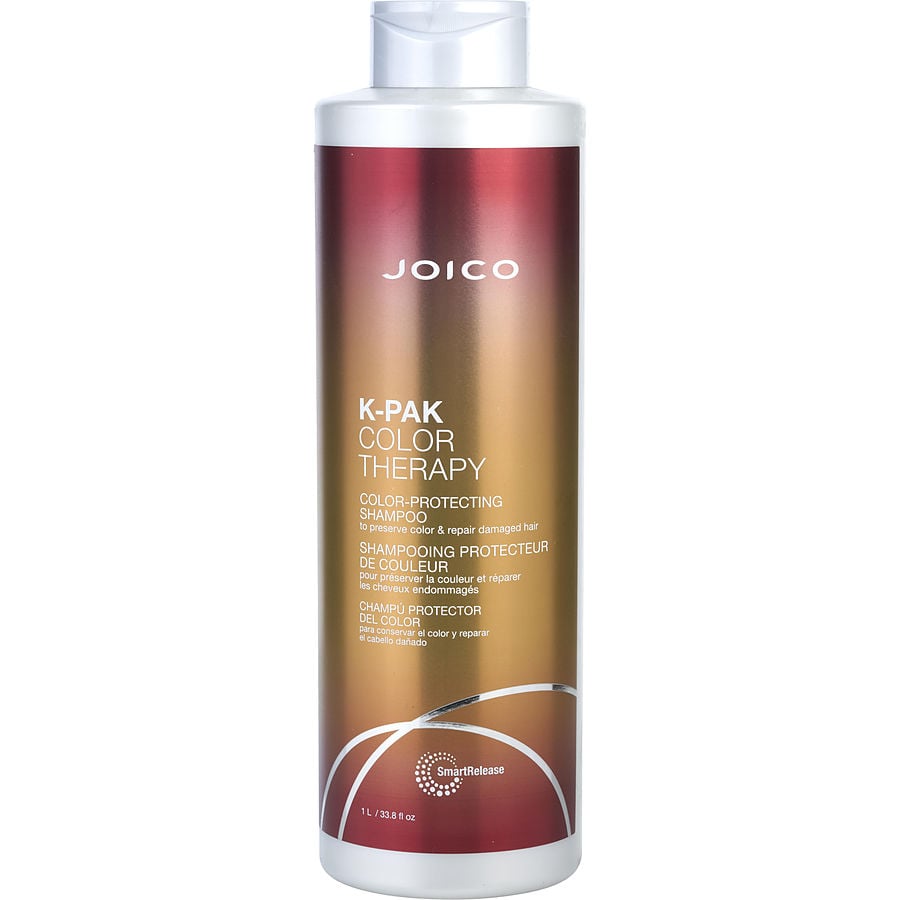 JOICO
K-PAK
COLOR
THERAPY
COLOR-PROTECTING
SHAMPOO
to preserve color & repair damaged hair
SHAMPOOING PROTECTEUR
DE COULEUR
pour préserver la couleur et réparer
les cheveux endommagés
CHAMPÚ PROTECTOR
DEL COLOR
para conservar el color y reparar
el cabello dañado
SmartRelease
1 L / 33.8 fl oz